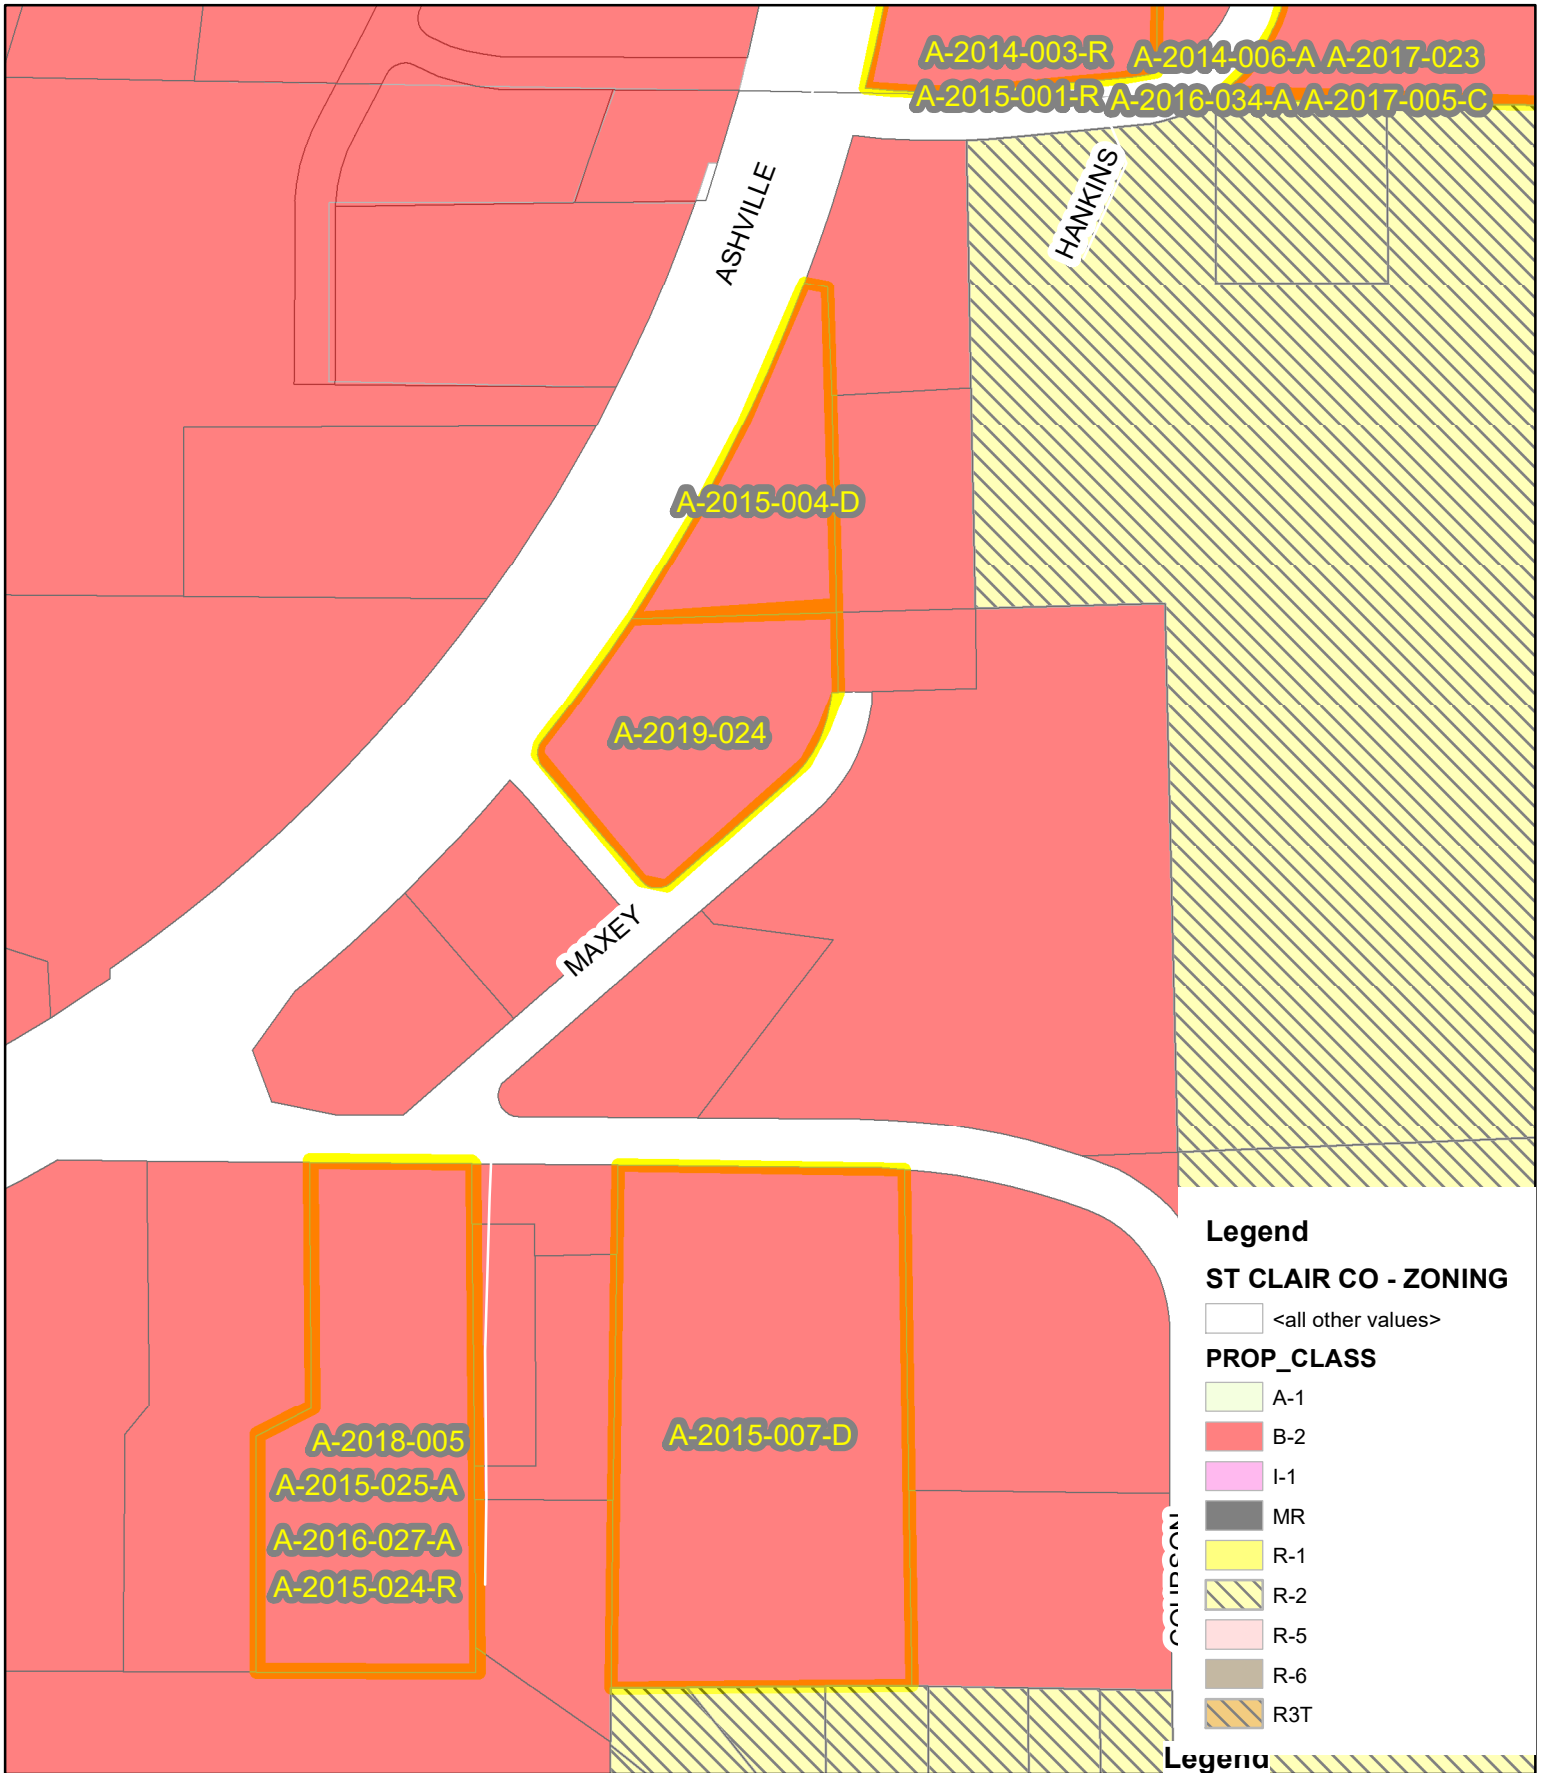 A-2014-003-R A-2014-006-A A-2017-023
A-2015-001-R A-2016-034-A A-2017-005-C
ASHVILLE
HANKINS
A-2015-004-D
A-2019-024
MAXEY
A-2018-005
A-2015-025-A
A-2016-027-A
A-2015-024-R
A-2015-007-D
COURSON
Legend
ST CLAIR CO - ZONING
<all other values>
PROP_CLASS
A-1
B-2
I-1
MR
R-1
R-2
R-5
R-6
R3T
Legend